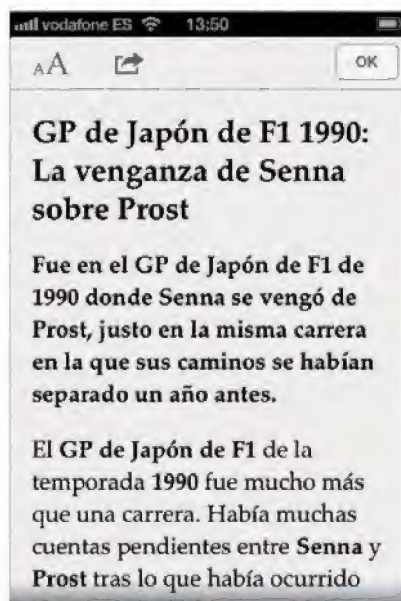 vodafone ES 13:50
AA OK
GP de Japón de F1 1990:
La venganza de Senna
sobre Prost
Fue en el GP de Japón de F1 de
1990 donde Senna se vengó de
Prost, justo en la misma carrera
en la que sus caminos se habían
separado un año antes.
El GP de Japón de F1 de la
temporada 1990 fue mucho más
que una carrera. Había muchas
cuentas pendientes entre Senna y
Prost tras lo que había ocurrido